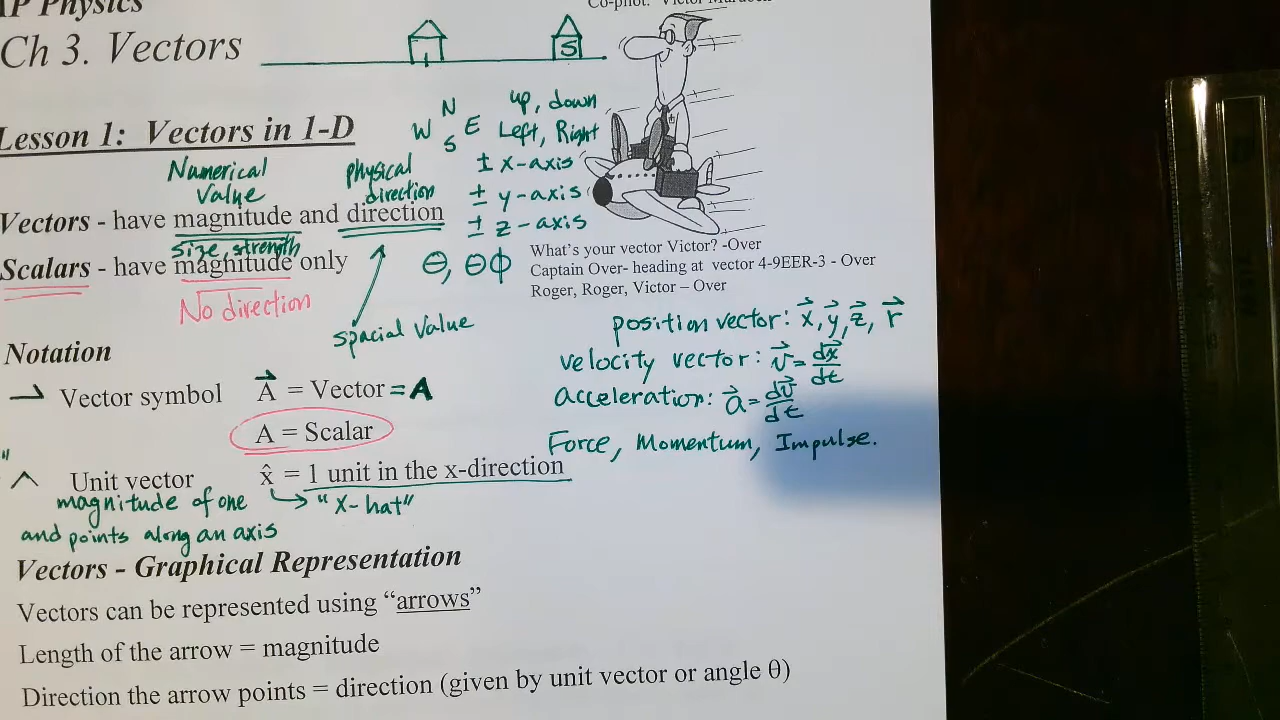 AP Physics
Co-pilot: Victor Murdock
Ch 3. Vectors
S
Lesson 1: Vectors in 1-D
N
W E
S
up, down
Left, Right
± x-axis
± y-axis
± z-axis
Numerical
Value
physical
direction
Vectors - have magnitude and direction
size, strength
Scalars - have magnitude only
No direction
θ, θϕ
spacial Value
What's your vector Victor? -Over
Captain Over- heading at vector 4-9EER-3 - Over
Roger, Roger, Victor – Over
position vector: x⃗, y⃗, z⃗, r⃗
velocity vector: v⃗ = dx⃗/dt
acceleration: a⃗ = dv⃗/dt
Force, Momentum, Impulse.
Notation
⇀ Vector symbol A⃗ = Vector = A
A = Scalar
^ Unit vector x̂ = 1 unit in the x-direction
↳ "x-hat"
magnitude of one
and points along an axis
Vectors - Graphical Representation
Vectors can be represented using "arrows"
Length of the arrow = magnitude
Direction the arrow points = direction (given by unit vector or angle θ)